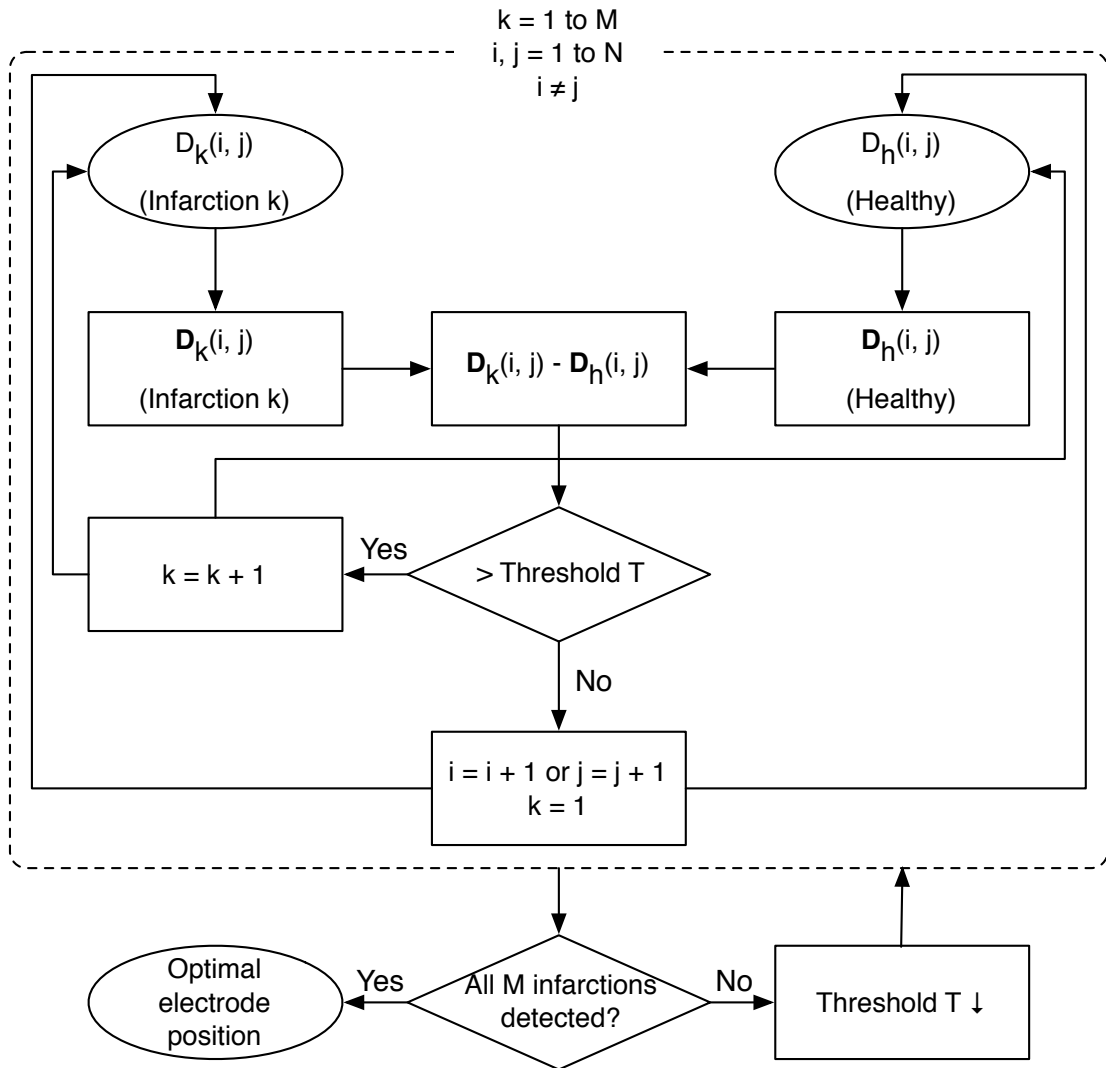 k = 1 to M
i, j = 1 to N
i ≠ j
D_k(i, j)
(Infarction k)
D_h(i, j)
(Healthy)
D_k(i, j)
(Infarction k)
D_k(i, j) - D_h(i, j)
D_h(i, j)
(Healthy)
k = k + 1
Yes
> Threshold T
No
i = i + 1 or j = j + 1
k = 1
Optimal
electrode
position
Yes
All M infarctions
detected?
No
Threshold T ↓